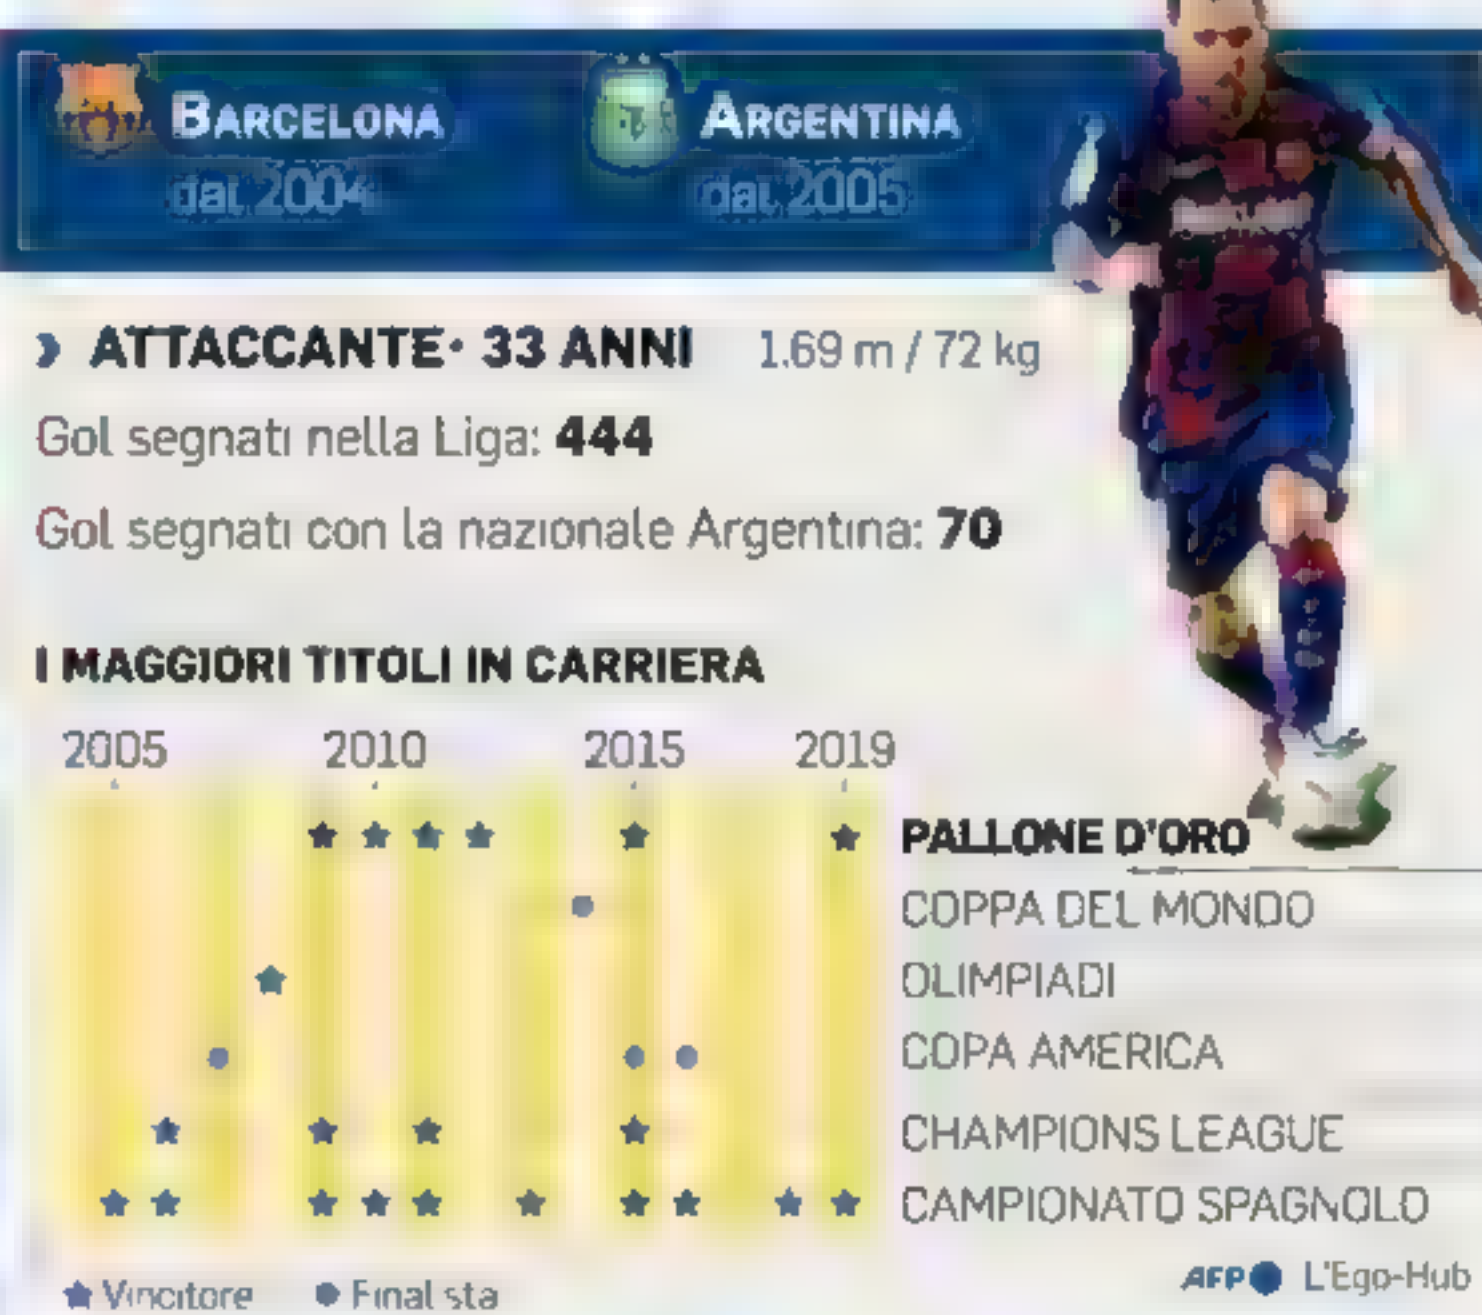 BARCELONA
dal 2004
ARGENTINA
dal 2005
› ATTACCANTE· 33 ANNI 1.69 m / 72 kg
Gol segnati nella Liga: 444
Gol segnati con la nazionale Argentina: 70
I MAGGIORI TITOLI IN CARRIERA
2005 2010 2015 2019
PALLONE D'ORO
COPPA DEL MONDO
OLIMPIADI
COPA AMERICA
CHAMPIONS LEAGUE
CAMPIONATO SPAGNOLO
Vincitore Finalista
AFP L'Ego-Hub